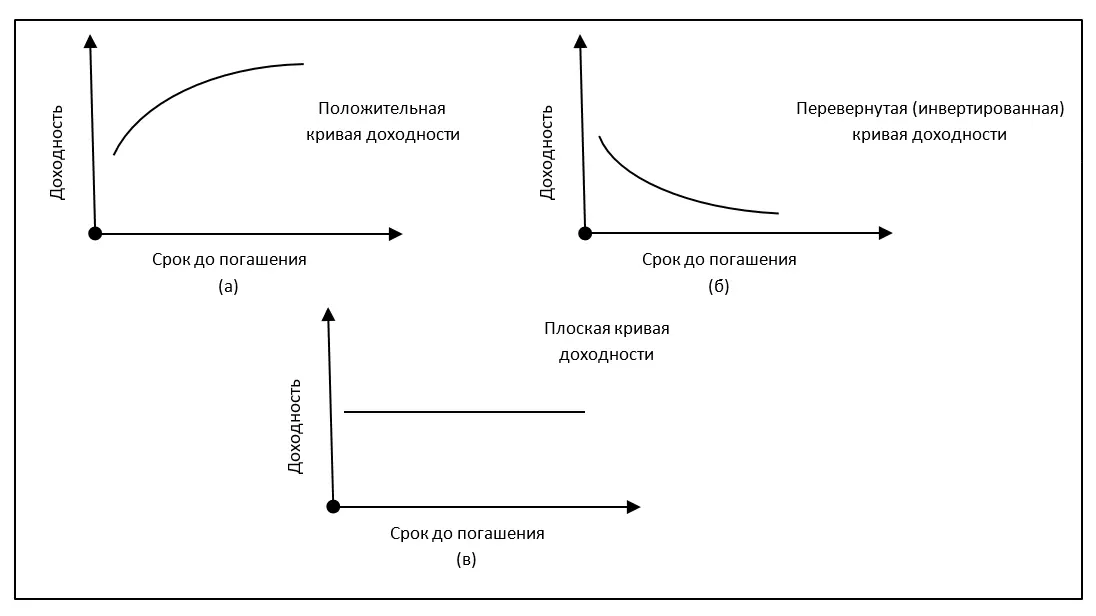 Доходность
Положительная
кривая доходности
Срок до погашения
(а)
Доходность
Перевернутая (инвертированная)
кривая доходности
Срок до погашения
(б)
Доходность
Плоская кривая
доходности
Срок до погашения
(в)